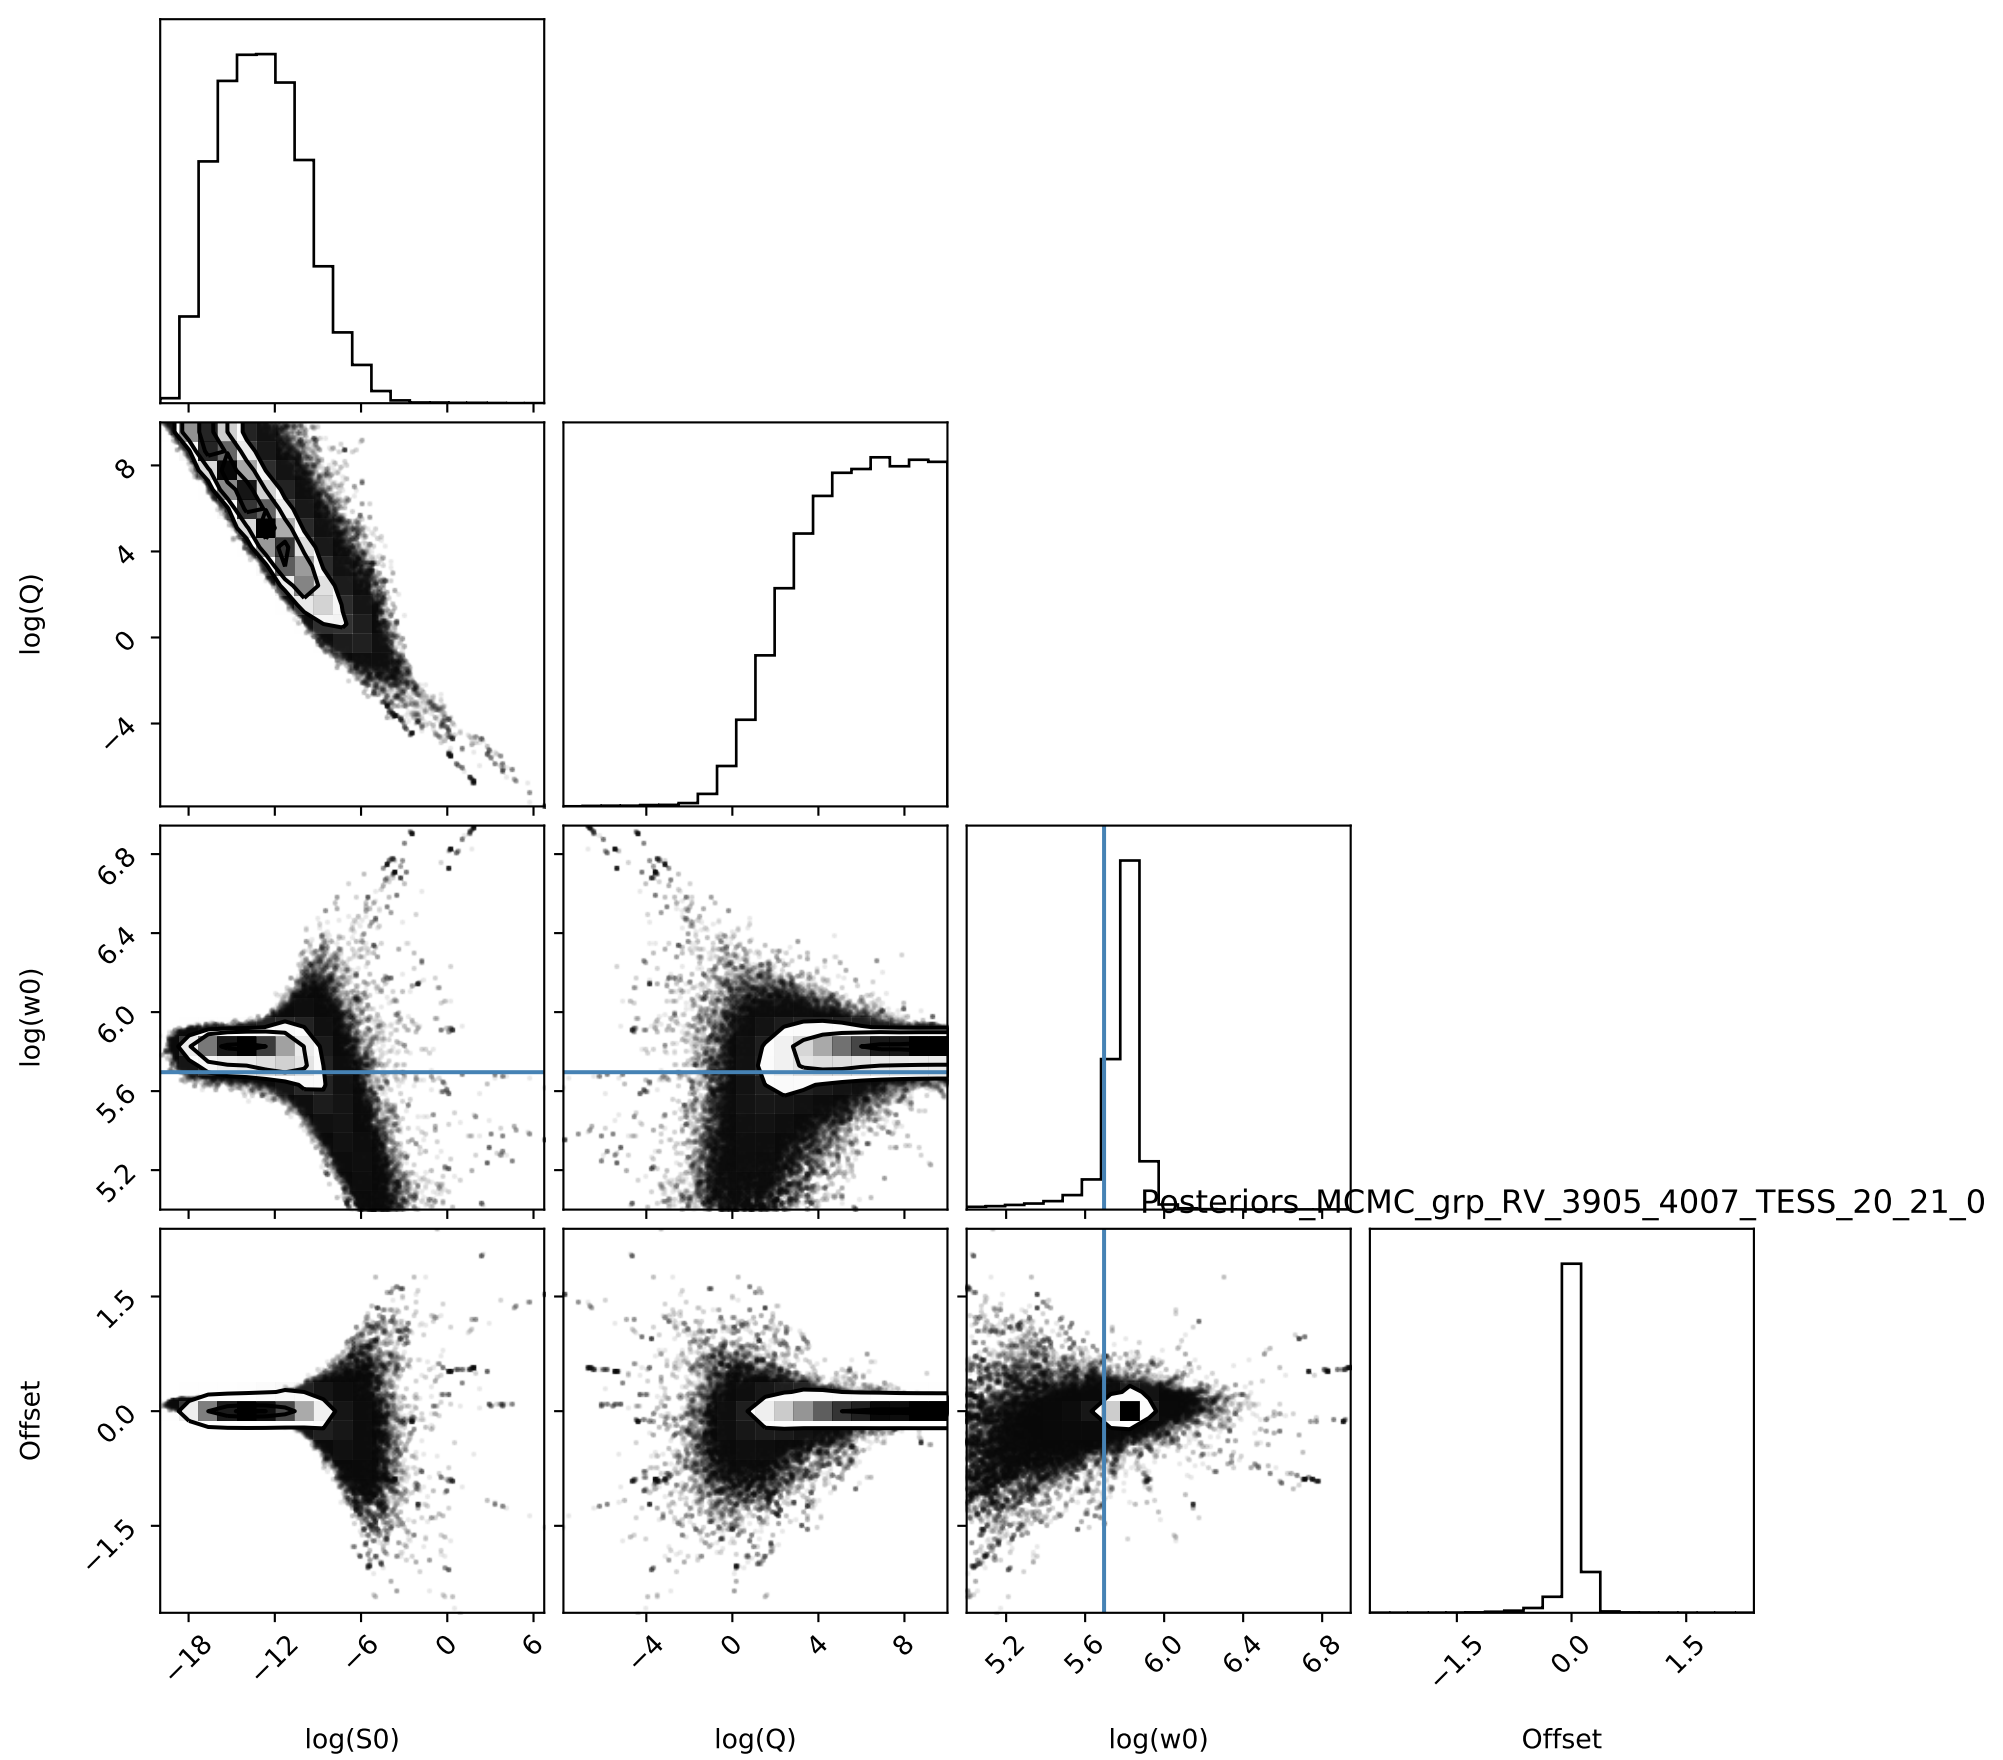 log(Q)
8
4
0
−4
log(w0)
6.8
6.4
6.0
5.6
5.2
Posteriors_MCMC_grp_RV_3905_4007_TESS_20_21_0
Offset
1.5
0.0
−1.5
−18 −12 −6 0 6 −4 0 4 8 5.2 5.6 6.0 6.4 6.8 −1.5 0.0 1.5
log(S0) log(Q) log(w0) Offset